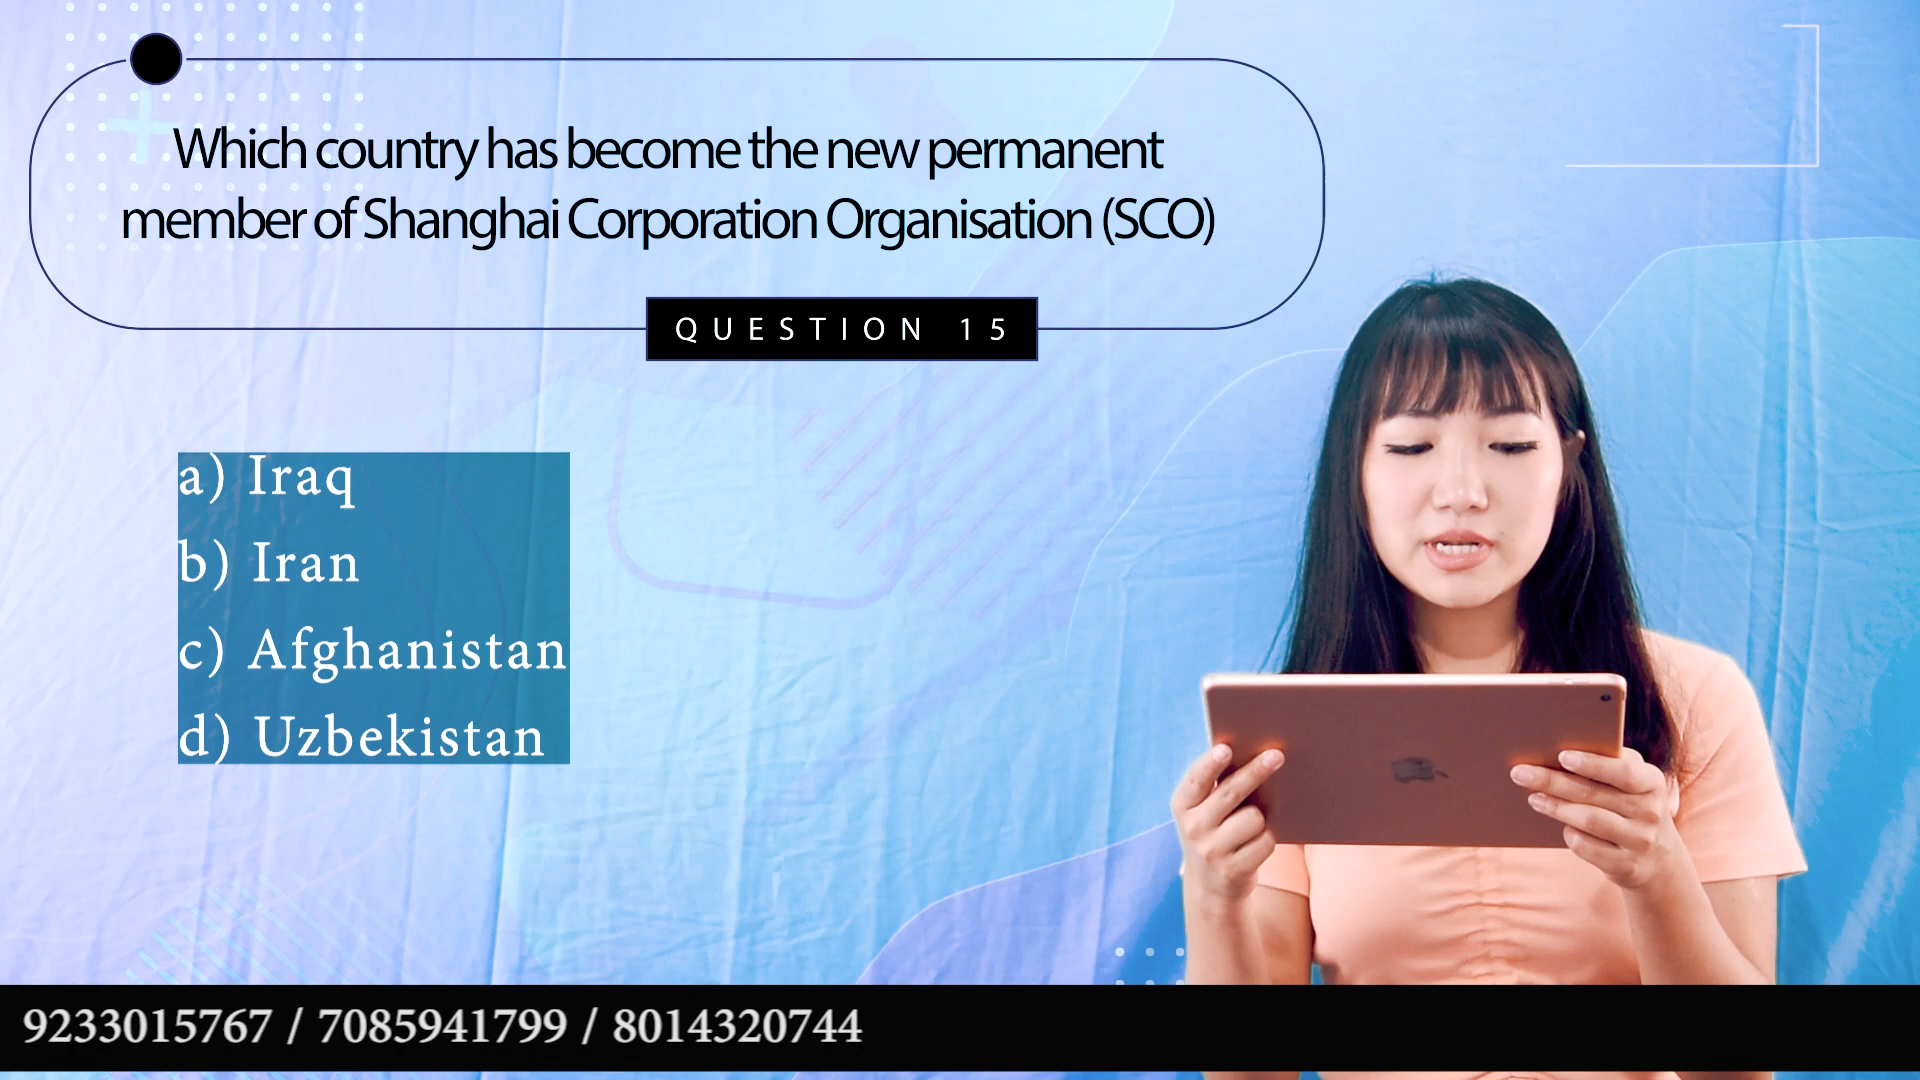 Which country has become the new permanent
member of Shanghai Corporation Organisation (SCO)
QUESTION 15
a) Iraq
b) Iran
c) Afghanistan
d) Uzbekistan
9233015767 / 7085941799 / 8014320744